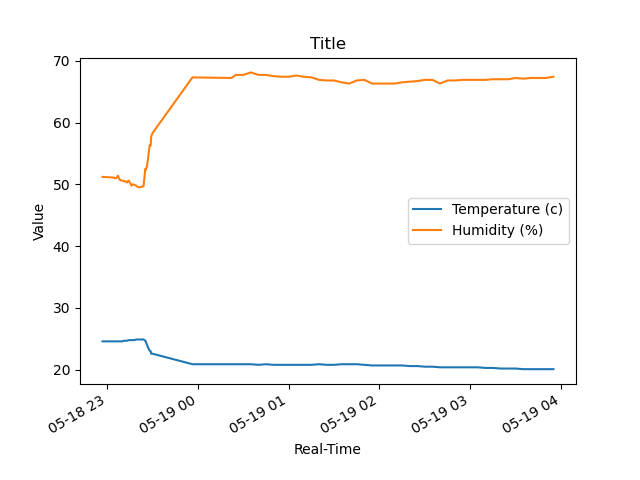 Title
70
60
50
40
30
20
Value
Temperature (c)
Humidity (%)
05-18 23
05-19 00
05-19 01
05-19 02
05-19 03
05-19 04
Real-Time